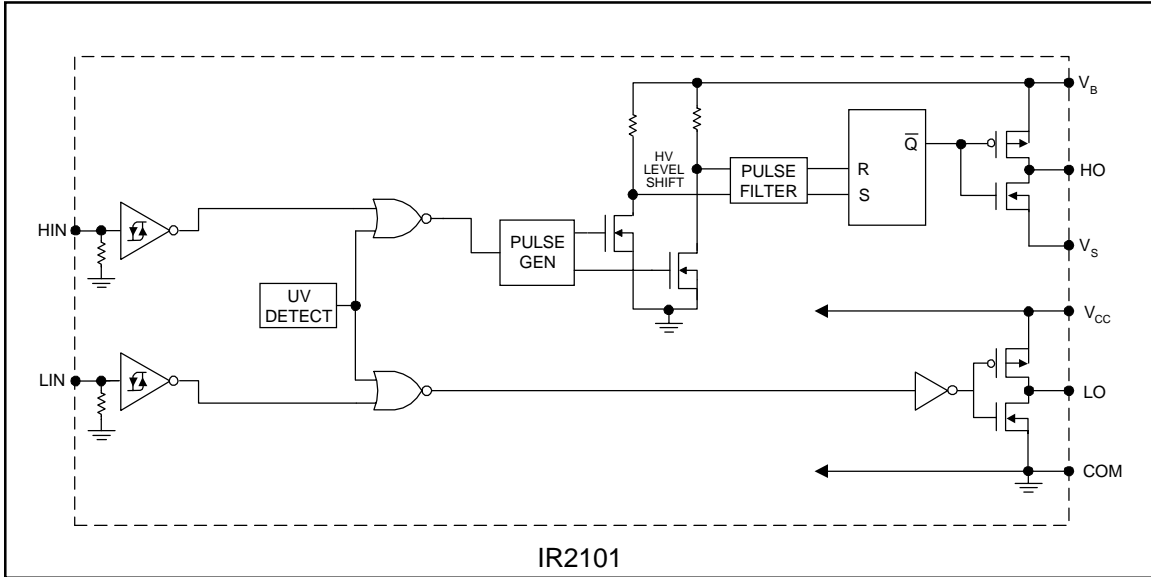 V_B
Q̅
HV
LEVEL
SHIFT
PULSE
FILTER
R
S
HO
HIN
PULSE
GEN
V_S
UV
DETECT
V_CC
LIN
LO
COM
IR2101